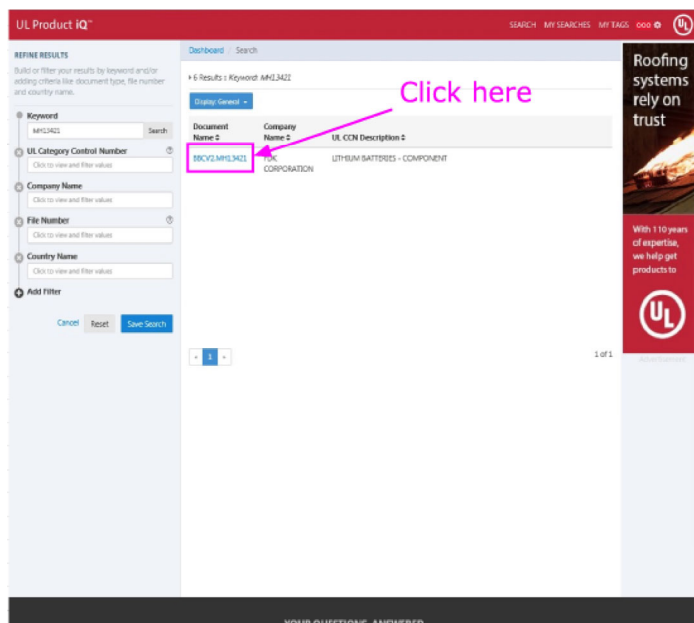 UL Product iQ™
SEARCH MY SEARCHES MY TAGS
UL
REFINE RESULTS
Build or filter your results by keyword and/or
adding criteria like document type, file number
and country name.
Keyword
MH13421 Search
UL Category Control Number
Click to view and filter values
Company Name
Click to view and filter values
File Number
Click to view and filter values
Country Name
Click to view and filter values
Add Filter
Cancel Reset Save Search
Dashboard / Search
6 Results : Keyword: MH13421
Display: General
Click here
Document Name Company Name UL CCN Description
BBCV2.MH13421 FDK CORPORATION LITHIUM BATTERIES - COMPONENT
« 1 »
1 of 1
Roofing
systems
rely on
trust
With 110 years
of expertise,
we help get
products to
UL
Advertisement
YOUR QUESTIONS, ANSWERED